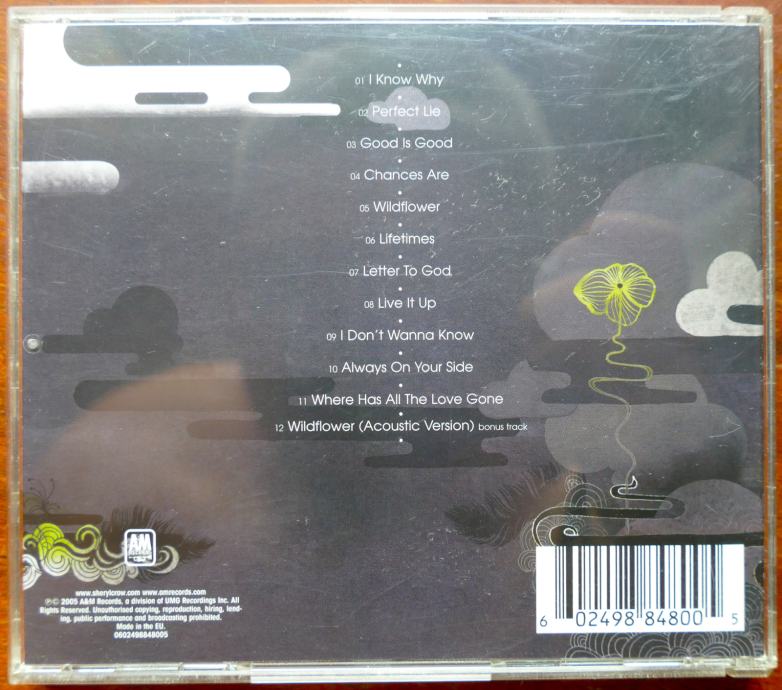 01 I Know Why
02 Perfect Lie
03 Good Is Good
04 Chances Are
05 Wildflower
06 Lifetimes
07 Letter To God
08 Live It Up
09 I Don't Wanna Know
10 Always On Your Side
11 Where Has All The Love Gone
12 Wildflower (Acoustic Version) bonus track
AM
www.sherylcrow.com www.amrecords.com
℗© 2005 A&M Records, a division of UMG Recordings Inc. All
Rights Reserved. Unauthorised copying, reproduction, hiring, lend-
ing, public performance and broadcasting prohibited.
Made in the EU.
0602498848005
6 02498 84800 5